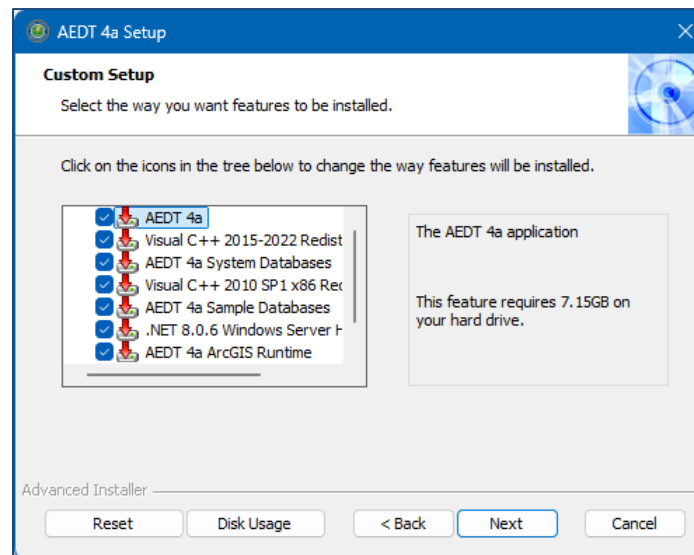 AEDT 4a Setup
Custom Setup
Select the way you want features to be installed.
Click on the icons in the tree below to change the way features will be installed.
AEDT 4a
Visual C++ 2015-2022 Redist
AEDT 4a System Databases
Visual C++ 2010 SP1 x86 Rec
AEDT 4a Sample Databases
.NET 8.0.6 Windows Server H
AEDT 4a ArcGIS Runtime
The AEDT 4a application
This feature requires 7.15GB on
your hard drive.
Advanced Installer
Reset
Disk Usage
< Back
Next
Cancel